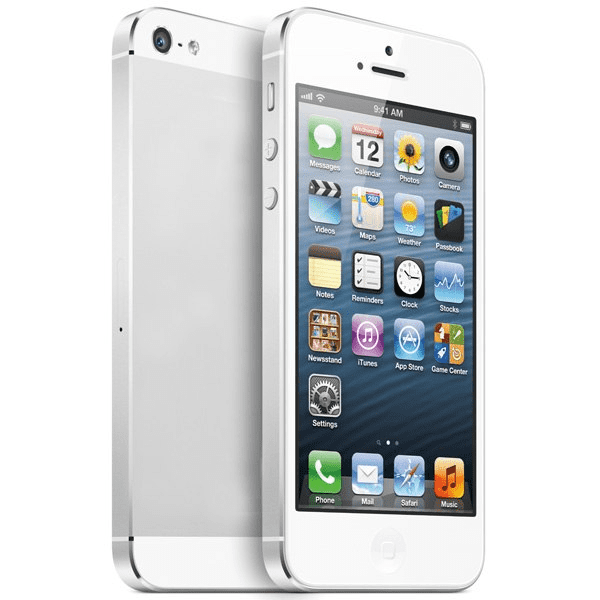 9:41 AM
Wednesday
12
280
73°
Messages Calendar Photos Camera
Videos Maps Weather Passbook
Notes Reminders Clock Stocks
Newsstand iTunes App Store Game Center
Settings
Phone Mail Safari Music